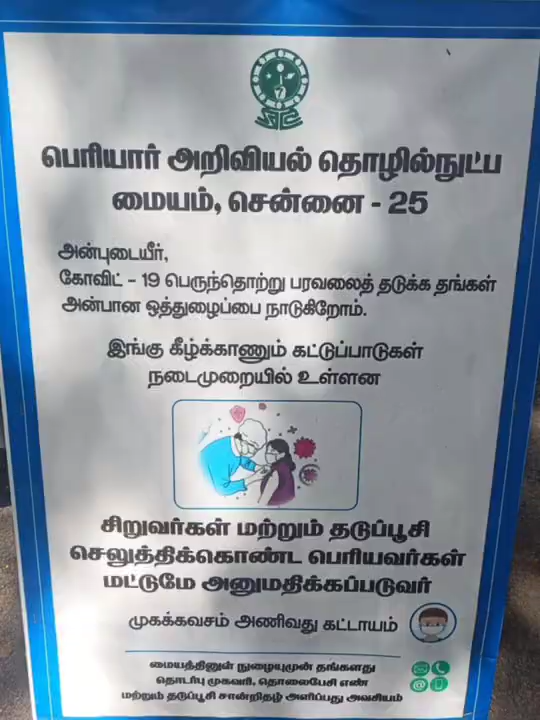 பெரியார் அறிவியல் தொழில்நுட்ப
மையம், சென்னை - 25
அன்புடையீர்,
கோவிட் - 19 பெருந்தொற்று பரவலைத் தடுக்க தங்கள்
அன்பான ஒத்துழைப்பை நாடுகிறோம்.
இங்கு கீழ்க்காணும் கட்டுப்பாடுகள்
நடைமுறையில் உள்ளன
சிறுவர்கள் மற்றும் தடுப்பூசி
செலுத்திக்கொண்ட பெரியவர்கள்
மட்டுமே அனுமதிக்கப்படுவர்
முகக்கவசம் அணிவது கட்டாயம்
மையத்தினுள் நுழையுமுன் தங்களது
தொடர்பு முகவரி, தொலைபேசி எண்
மற்றும் தடுப்பூசி சான்றிதழ் அளிப்பது அவசியம்